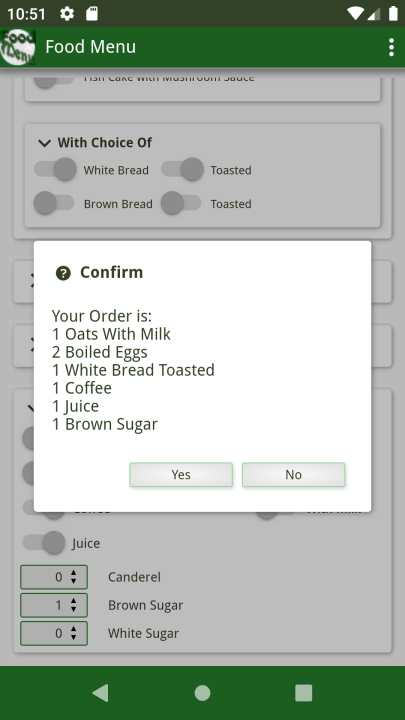 10:51
Food Menu
Food Menu
Fish Cake with Mushroom Sauce
With Choice Of
White Bread
Toasted
Brown Bread
Toasted
Confirm
Your Order is:
1 Oats With Milk
2 Boiled Eggs
1 White Bread Toasted
1 Coffee
1 Juice
1 Brown Sugar
Yes
No
Coffee
With Milk
Juice
0
Canderel
1
Brown Sugar
0
White Sugar